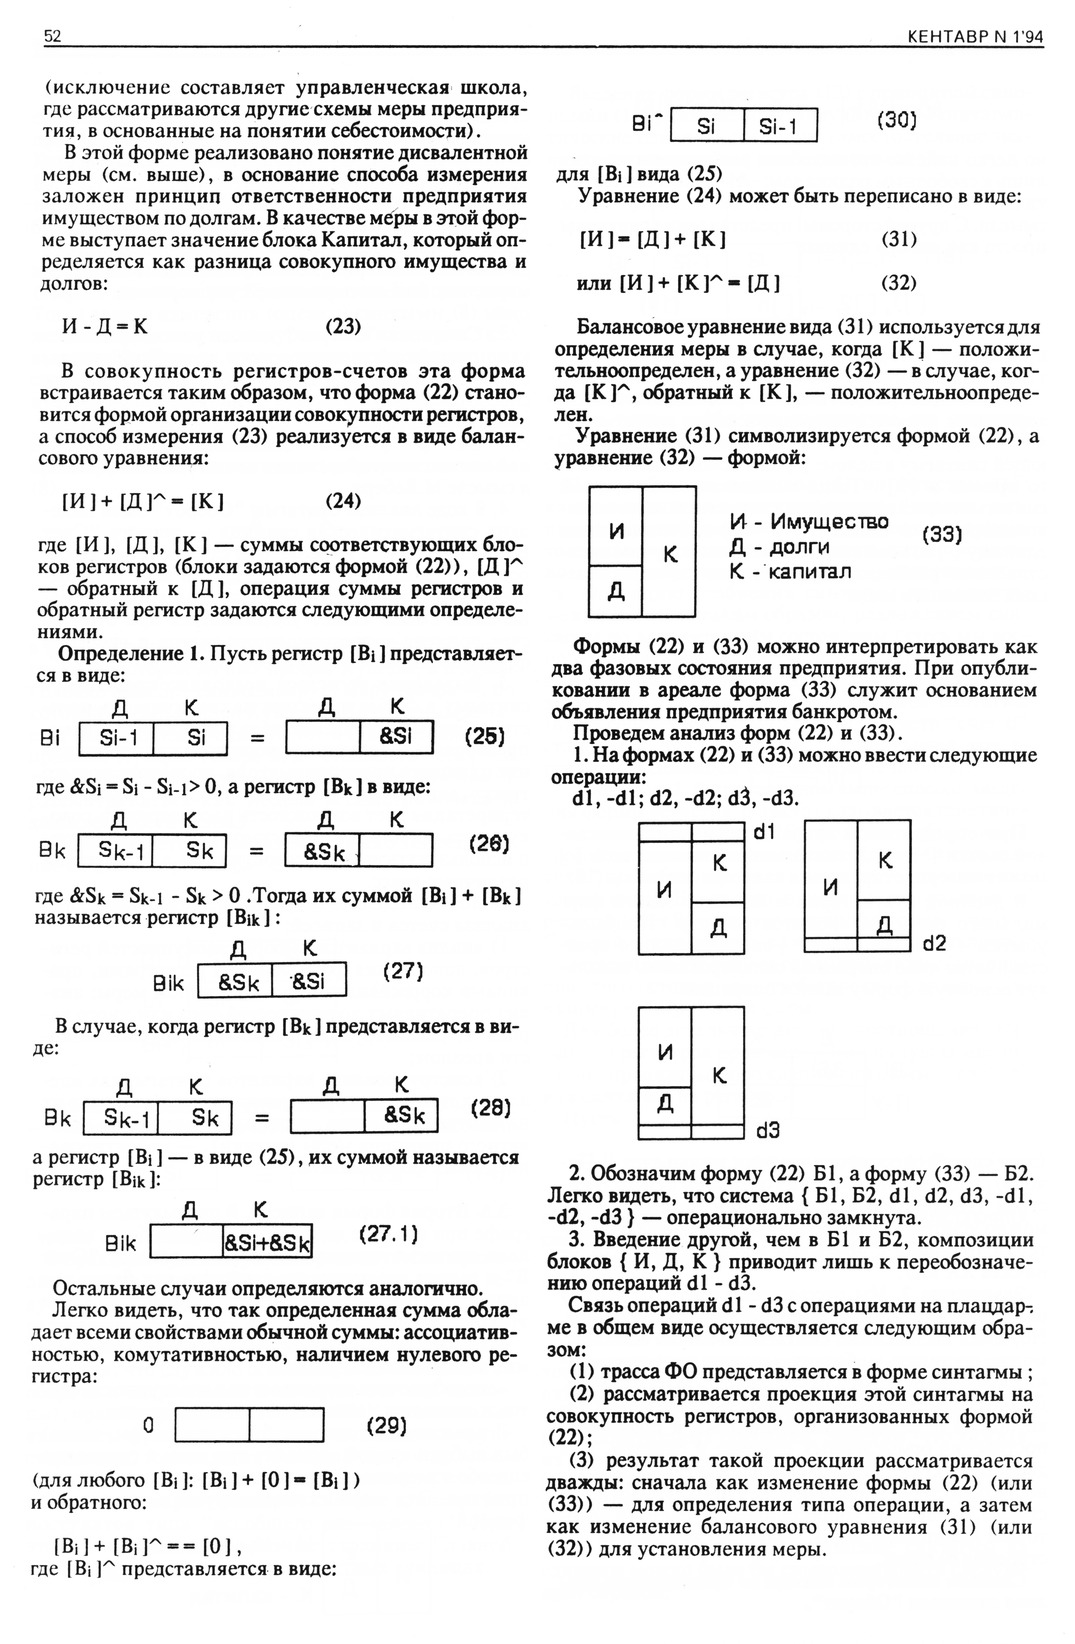 52
КЕНТАВР N 1'94
(исключение составляет управленческая школа,
где рассматриваются другие схемы меры предприя-
тия, в основанные на понятии себестоимости).
В этой форме реализовано понятие дисвалентной
меры (см. выше), в основание способа измерения
заложен принцип ответственности предприятия
имуществом по долгам. В качестве меры в этой фор-
ме выступает значение блока Капитал, который оп-
ределяется как разница совокупного имущества и
долгов:
И - Д = К (23)
В совокупность регистров-счетов эта форма
встраивается таким образом, что форма (22) стано-
вится формой организации совокупности регистров,
а способ измерения (23) реализуется в виде балан-
сового уравнения:
[И] + [Д]^ = [К] (24)
где [И], [Д], [К] — суммы соответствующих бло-
ков регистров (блоки задаются формой (22)), [Д]^
— обратный к [Д], операция суммы регистров и
обратный регистр задаются следующими определе-
ниями.
Определение 1. Пусть регистр [Bi] представляет-
ся в виде:
Д К Д К
Bi Si-1 Si = &Si (25)
где &Si = Si - Si-1> 0, а регистр [Bk] в виде:
Д К Д К
Bk Sk-1 Sk = &Sk (26)
где &Sk = Sk-1 - Sk > 0 .Тогда их суммой [Bi] + [Bk]
называется регистр [Bik]:
Д К
Bik &Sk &Si (27)
В случае, когда регистр [Bk] представляется в ви-
де:
Д К Д К
Bk Sk-1 Sk = &Sk (28)
а регистр [Bi] — в виде (25), их суммой называется
регистр [Bik]:
Д К
Bik &Si+&Sk (27.1)
Остальные случаи определяются аналогично.
Легко видеть, что так определенная сумма обла-
дает всеми свойствами обычной суммы: ассоциатив-
ностью, комутативностью, наличием нулевого ре-
гистра:
0 (29)
(для любого [Bi]: [Bi] + [0] = [Bi])
и обратного:
[Bi] + [Bi]^ == [0],
где [Bi]^ представляется в виде:
Bi^ Si Si-1 (30)
для [Bi] вида (25)
Уравнение (24) может быть переписано в виде:
[И] = [Д] + [К] (31)
или [И] + [К]^ = [Д] (32)
Балансовое уравнение вида (31) используется для
определения меры в случае, когда [К] — положи-
тельноопределен, а уравнение (32) — в случае, ког-
да [К]^, обратный к [К], — положительноопреде-
лен.
Уравнение (31) символизируется формой (22), а
уравнение (32) — формой:
И
К
Д
И - Имущество
Д - долги
К - капитал
(33)
Формы (22) и (33) можно интерпретировать как
два фазовых состояния предприятия. При опубли-
ковании в ареале форма (33) служит основанием
объявления предприятия банкротом.
Проведем анализ форм (22) и (33).
1. На формах (22) и (33) можно ввести следующие
операции:
d1, -d1; d2, -d2; d3, -d3.
d1
И
К
Д
И
К
Д
d2
И
К
Д
d3
2. Обозначим форму (22) Б1, а форму (33) — Б2.
Легко видеть, что система { Б1, Б2, d1, d2, d3, -d1,
-d2, -d3 } — операционально замкнута.
3. Введение другой, чем в Б1 и Б2, композиции
блоков { И, Д, К } приводит лишь к переобозначе-
нию операций d1 - d3.
Связь операций d1 - d3 с операциями на плацдар-
ме в общем виде осуществляется следующим обра-
зом:
(1) трасса ФО представляется в форме синтагмы ;
(2) рассматривается проекция этой синтагмы на
совокупность регистров, организованных формой
(22);
(3) результат такой проекции рассматривается
дважды: сначала как изменение формы (22) (или
(33)) — для определения типа операции, а затем
как изменение балансового уравнения (31) (или
(32)) для установления меры.